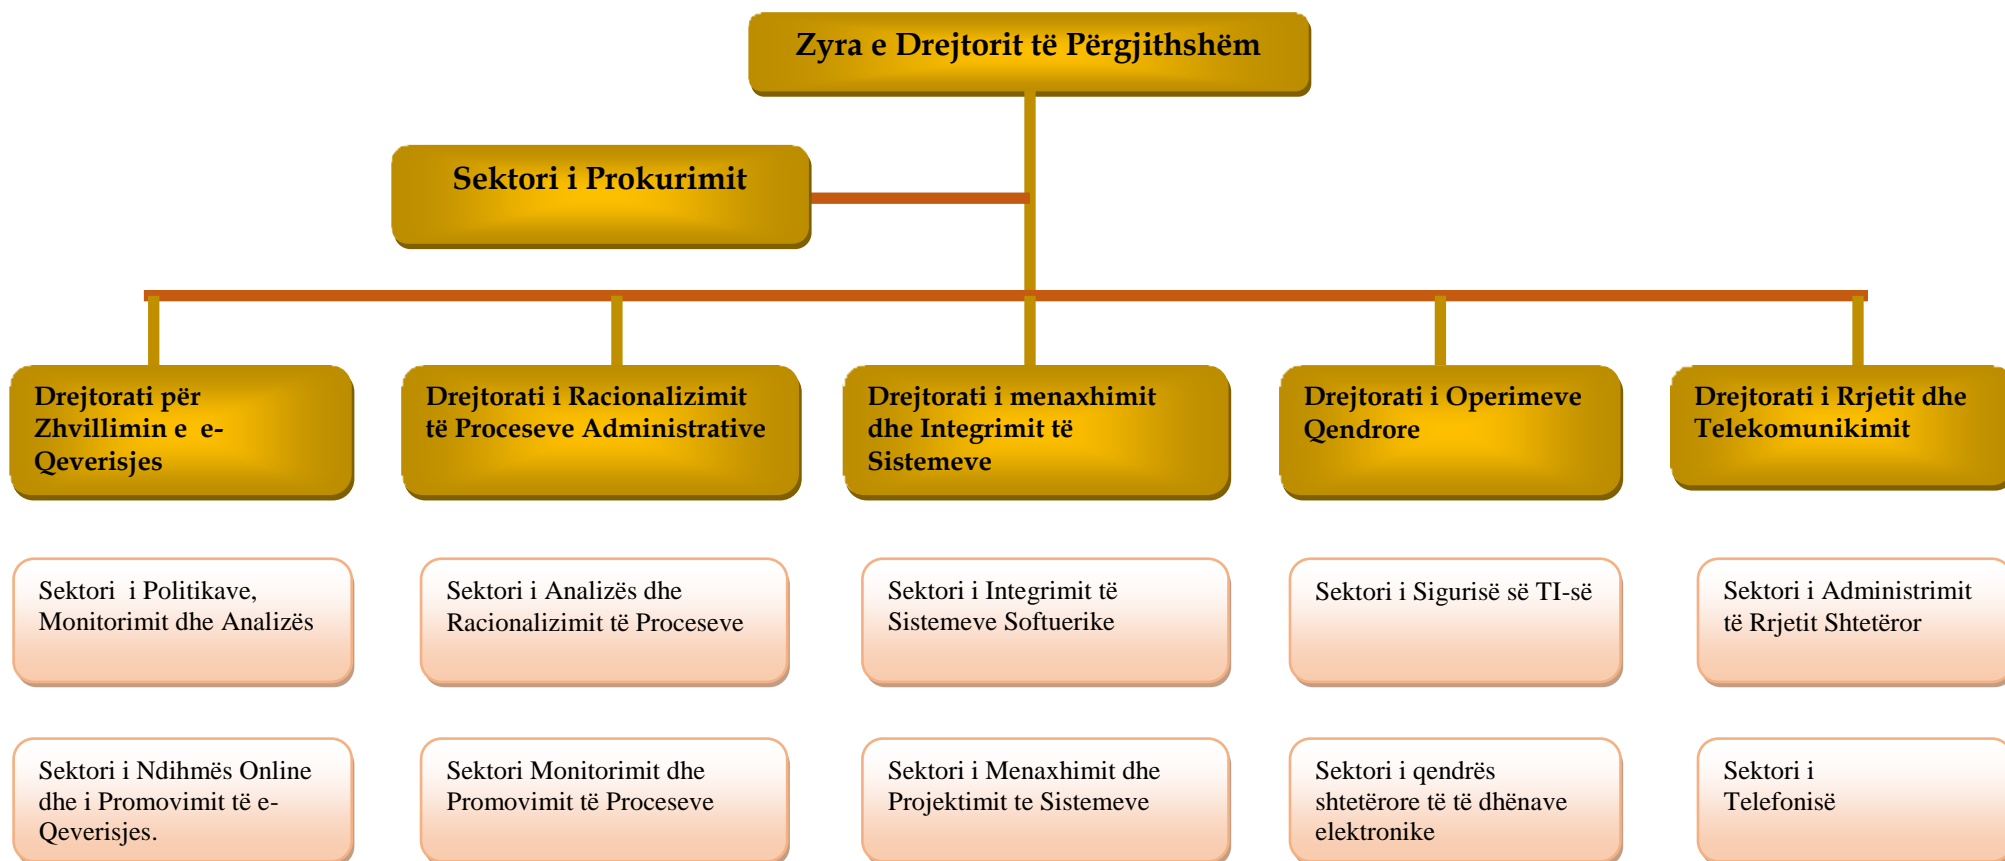 Zyra e Drejtorit të Përgjithshëm
Sektori i Prokurimit
Drejtorati për
Zhvillimin e  e-
Qeverisjes
Drejtorati i Racionalizimit
të Proceseve Administrative
Drejtorati i menaxhimit
dhe Integrimit të
Sistemeve
Drejtorati i Operimeve
Qendrore
Drejtorati i Rrjetit dhe
Telekomunikimit
Sektori  i Politikave,
Monitorimit dhe Analizës
Sektori i Analizës dhe
Racionalizimit të Proceseve
Sektori i Integrimit të
Sistemeve Softuerike
Sektori i Sigurisë së TI-së
Sektori i Administrimit
të Rrjetit Shtetëror
Sektori i Ndihmës Online
dhe i Promovimit të e-
Qeverisjes.
Sektori Monitorimit dhe
Promovimit të Proceseve
Sektori i Menaxhimit dhe
Projektimit te Sistemeve
Sektori i qendrës
shtetërore të të dhënave
elektronike
Sektori i
Telefonisë